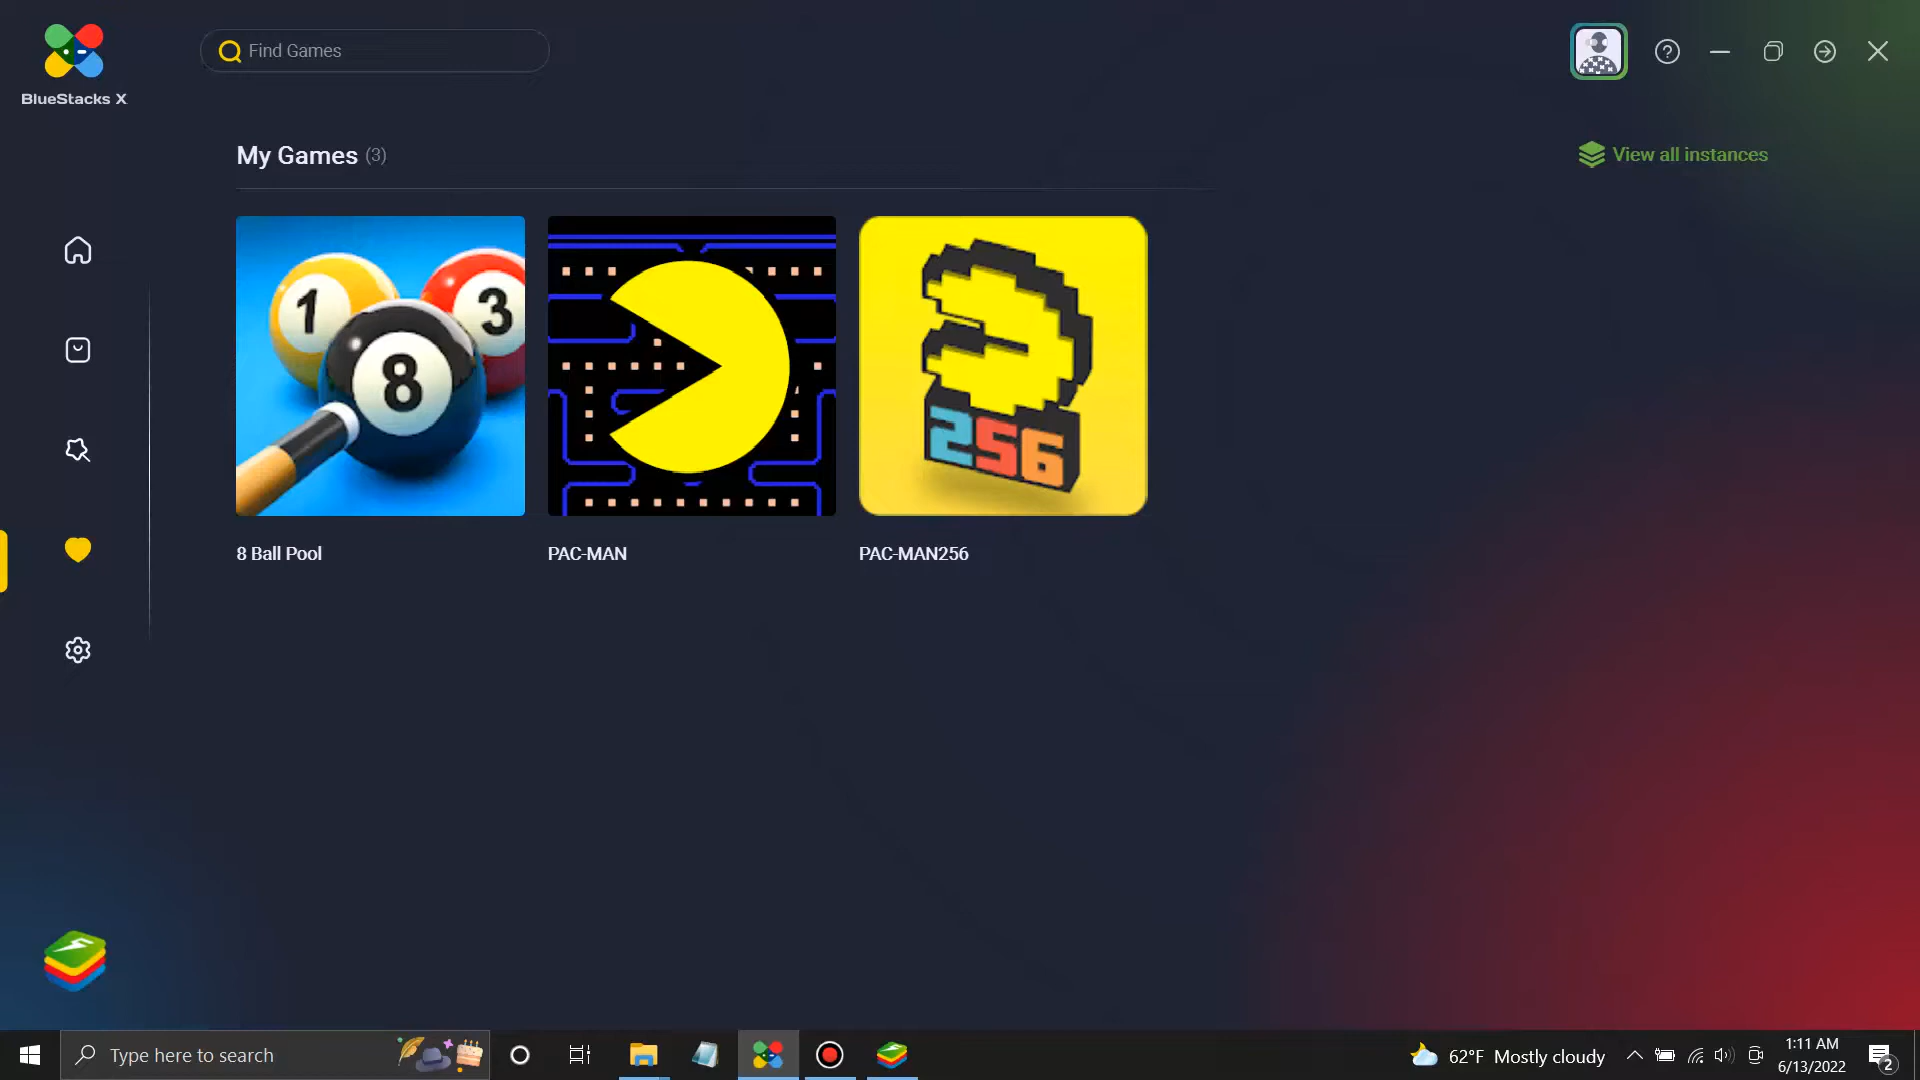 BlueStacks X
Find Games
My Games (3)
View all instances
1
3
8
256
8 Ball Pool
PAC-MAN
PAC-MAN256
Type here to search
62°F Mostly cloudy
1:11 AM
6/13/2022
2